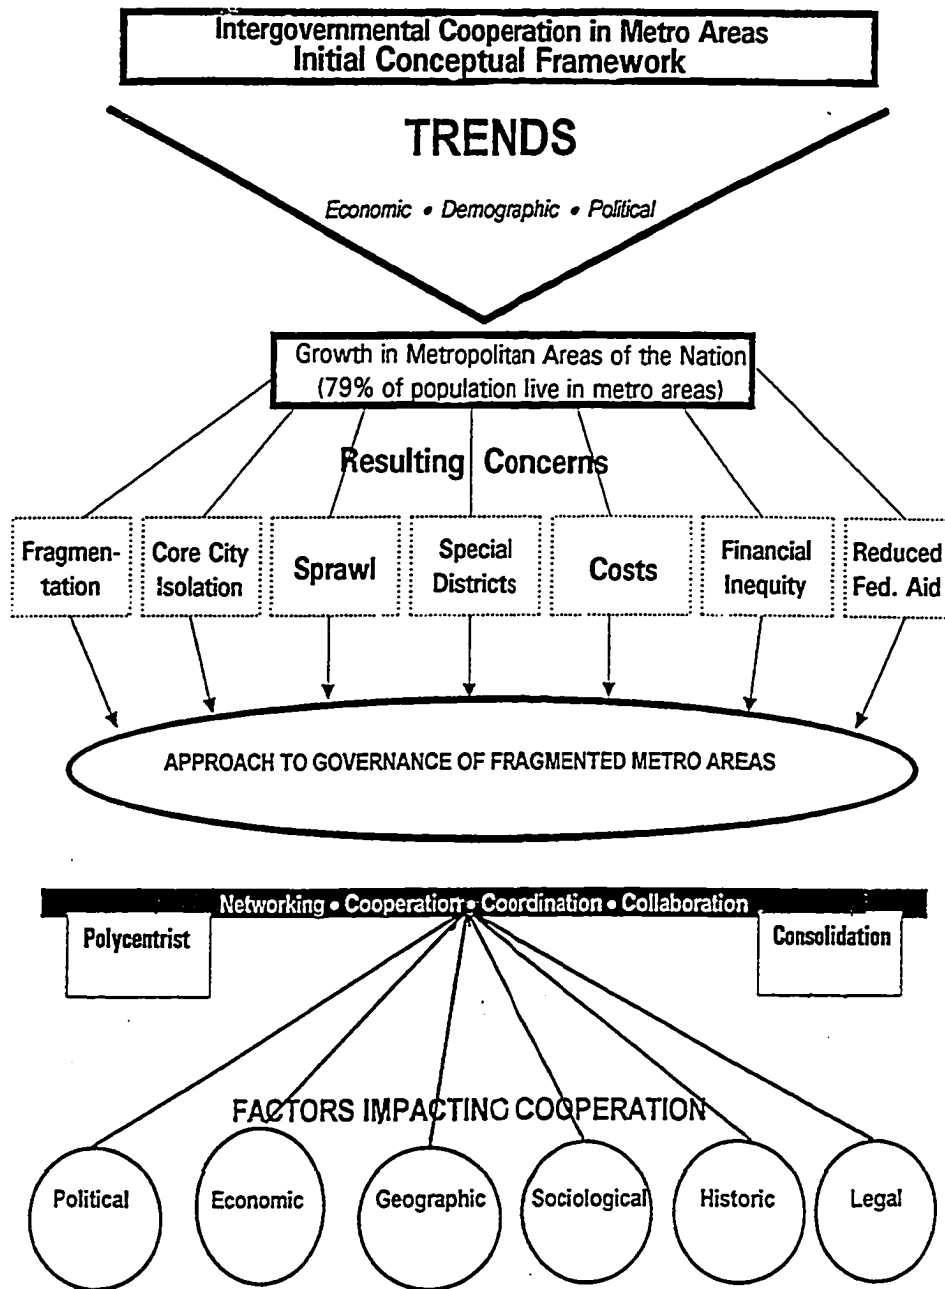 Intergovernmental Cooperation in Metro Areas
Initial Conceptual Framework
TRENDS
Economic • Demographic • Political
Growth in Metropolitan Areas of the Nation
(79% of population live in metro areas)
Resulting Concerns
Fragmen-
tation
Core City
Isolation
Sprawl
Special
Districts
Costs
Financial
Inequity
Reduced
Fed. Aid
APPROACH TO GOVERNANCE OF FRAGMENTED METRO AREAS
Networking • Cooperation • Coordination • Collaboration
Polycentrist
Consolidation
FACTORS IMPACTING COOPERATION
Political
Economic
Geographic
Sociological
Historic
Legal